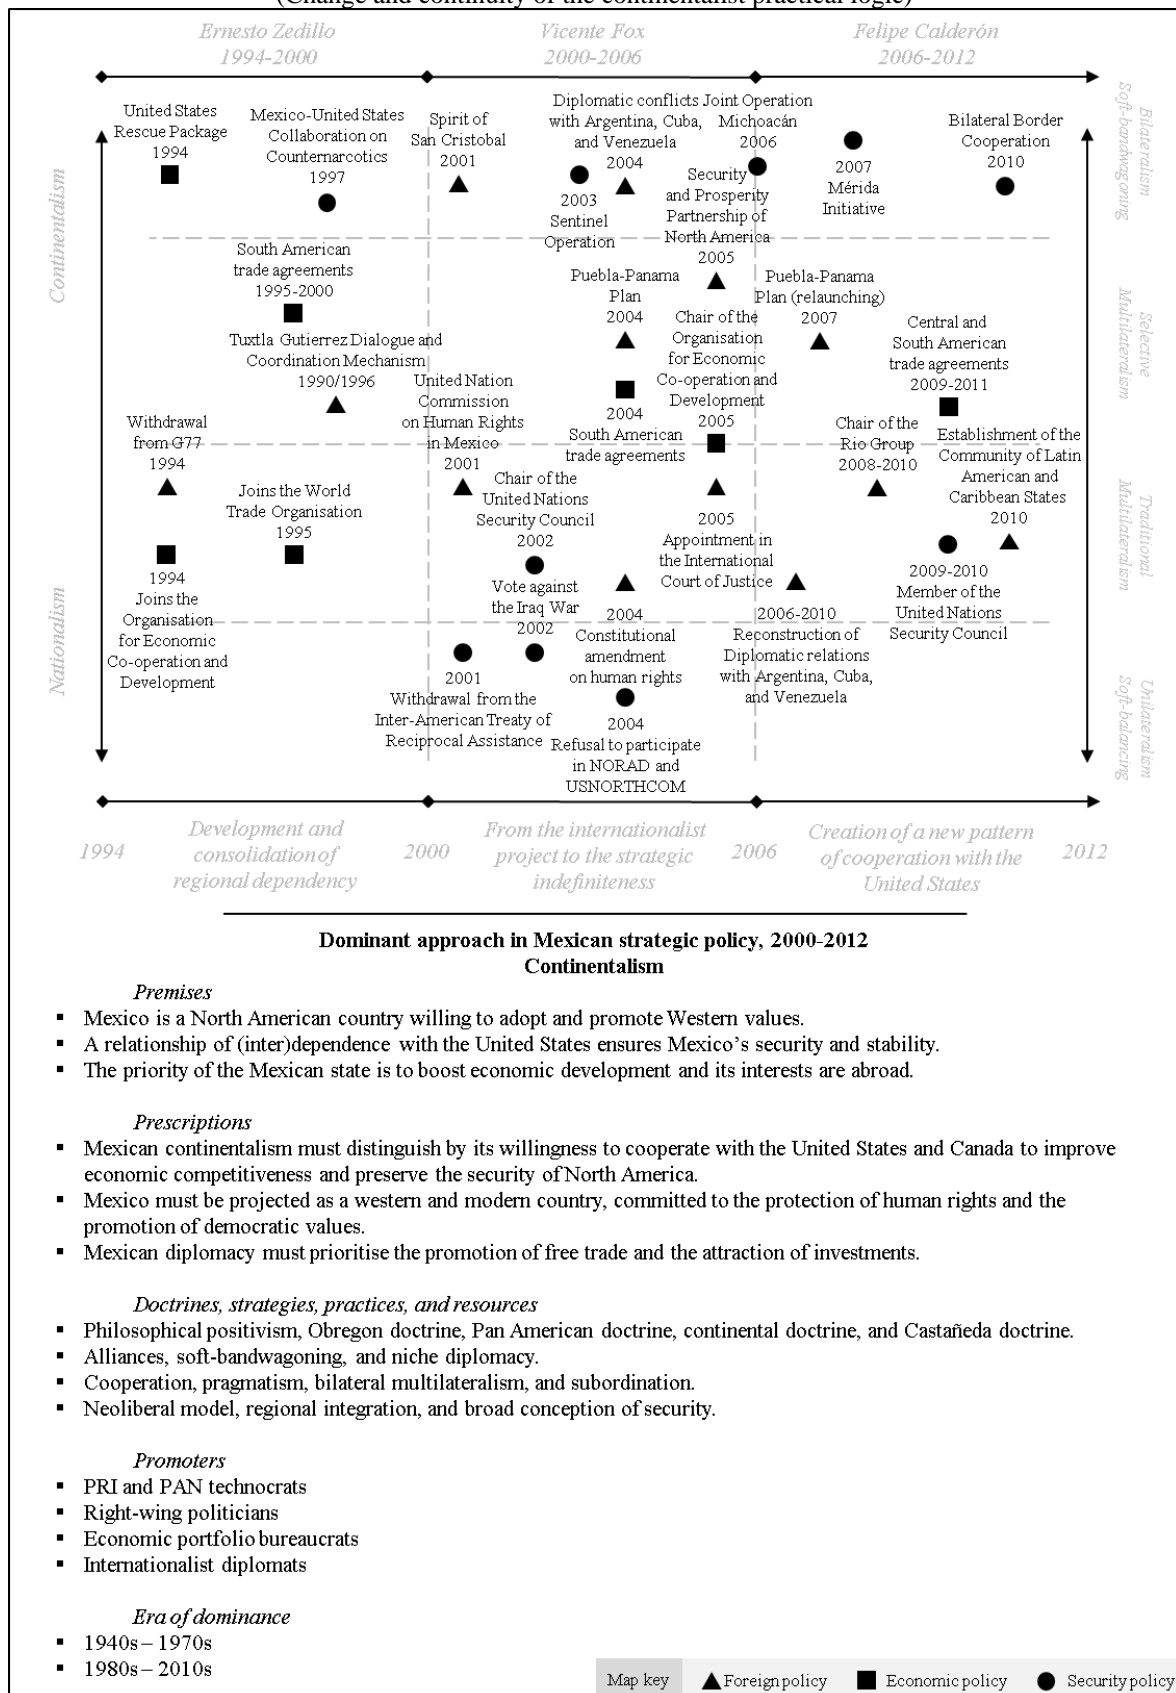 (Change and continuity of the continentalist practical logic)
Ernesto Zedillo
1994-2000
Vicente Fox
2000-2006
Felipe Calderón
2006-2012
Continentalism
Nationalism
Bilateralism
Soft-bandwagoning
Selective
Multilateralism
Traditional
Multilateralism
Unilateralism
Soft-balancing
United States
Rescue Package
1994
Mexico-United States
Collaboration on
Counternarcotics
1997
Spirit of
San Cristobal
2001
Diplomatic conflicts
with Argentina, Cuba,
and Venezuela
2004
Joint Operation
Michoacán
2006
2007
Mérida
Initiative
Bilateral Border
Cooperation
2010
2003
Sentinel
Operation
Security
and Prosperity
Partnership of
North America
2005
South American
trade agreements
1995-2000
Puebla-Panama
Plan
2004
Puebla-Panama
Plan (relaunching)
2007
Tuxtla Gutierrez Dialogue and
Coordination Mechanism
1990/1996
Chair of the
Organisation
for Economic
Co-operation and
Development
2005
Central and
South American
trade agreements
2009-2011
United Nation
Commission
on Human Rights
in Mexico
2001
2004
South American
trade agreements
Withdrawal
from G77
1994
Joins the World
Trade Organisation
1995
Chair of the
United Nations
Security Council
2002
2005
Appointment in
the International
Court of Justice
Chair of the
Rio Group
2008-2010
Establishment of the
Community of Latin
American and
Caribbean States
2010
1994
Joins the
Organisation
for Economic
Co-operation and
Development
Vote against
the Iraq War
2002
2004
Constitutional
amendment
on human rights
2006-2010
Reconstruction of
Diplomatic relations
with Argentina, Cuba,
and Venezuela
2009-2010
Member of the
United Nations
Security Council
2001
Withdrawal from the
Inter-American Treaty of
Reciprocal Assistance
2004
Refusal to participate
in NORAD and
USNORTHCOM
1994
Development and
consolidation of
regional dependency
2000
From the internationalist
project to the strategic
indefiniteness
2006
Creation of a new pattern
of cooperation with the
United States
2012
Dominant approach in Mexican strategic policy, 2000-2012
Continentalism
Premises
▪ Mexico is a North American country willing to adopt and promote Western values.
▪ A relationship of (inter)dependence with the United States ensures Mexico's security and stability.
▪ The priority of the Mexican state is to boost economic development and its interests are abroad.
Prescriptions
▪ Mexican continentalism must distinguish by its willingness to cooperate with the United States and Canada to improve
economic competitiveness and preserve the security of North America.
▪ Mexico must be projected as a western and modern country, committed to the protection of human rights and the
promotion of democratic values.
▪ Mexican diplomacy must prioritise the promotion of free trade and the attraction of investments.
Doctrines, strategies, practices, and resources
▪ Philosophical positivism, Obregon doctrine, Pan American doctrine, continental doctrine, and Castañeda doctrine.
▪ Alliances, soft-bandwagoning, and niche diplomacy.
▪ Cooperation, pragmatism, bilateral multilateralism, and subordination.
▪ Neoliberal model, regional integration, and broad conception of security.
Promoters
▪ PRI and PAN technocrats
▪ Right-wing politicians
▪ Economic portfolio bureaucrats
▪ Internationalist diplomats
Era of dominance
▪ 1940s – 1970s
▪ 1980s – 2010s
Map key
Foreign policy
Economic policy
Security policy